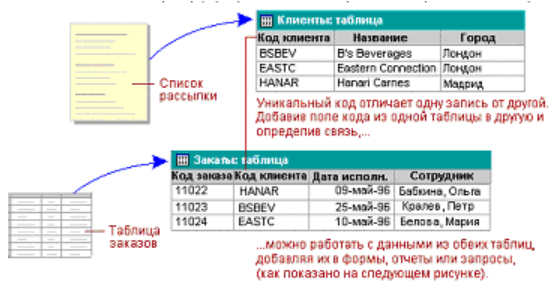 Клиенты: таблица
Код клиента Название Город
BSBEV B's Beverages Лондон
EASTC Eastern Connection Лондон
HANAR Hanari Carnes Мадрид
Список
рассылки
Уникальный код отличает одну запись от другой.
Добавив поле кода из одной таблицы в другую и
определив связь,...
Заказы: таблица
Код заказа Код клиента Дата исполн. Сотрудник
11022 HANAR 09-май-96 Бабкина, Ольга
11023 BSBEV 25-май-96 Кралев, Петр
11024 EASTC 10-май-96 Белова, Мария
Таблица
заказов
...можно работать с данными из обеих таблиц,
добавляя их в формы, отчеты или запросы,
(как показано на следующем рисунке).